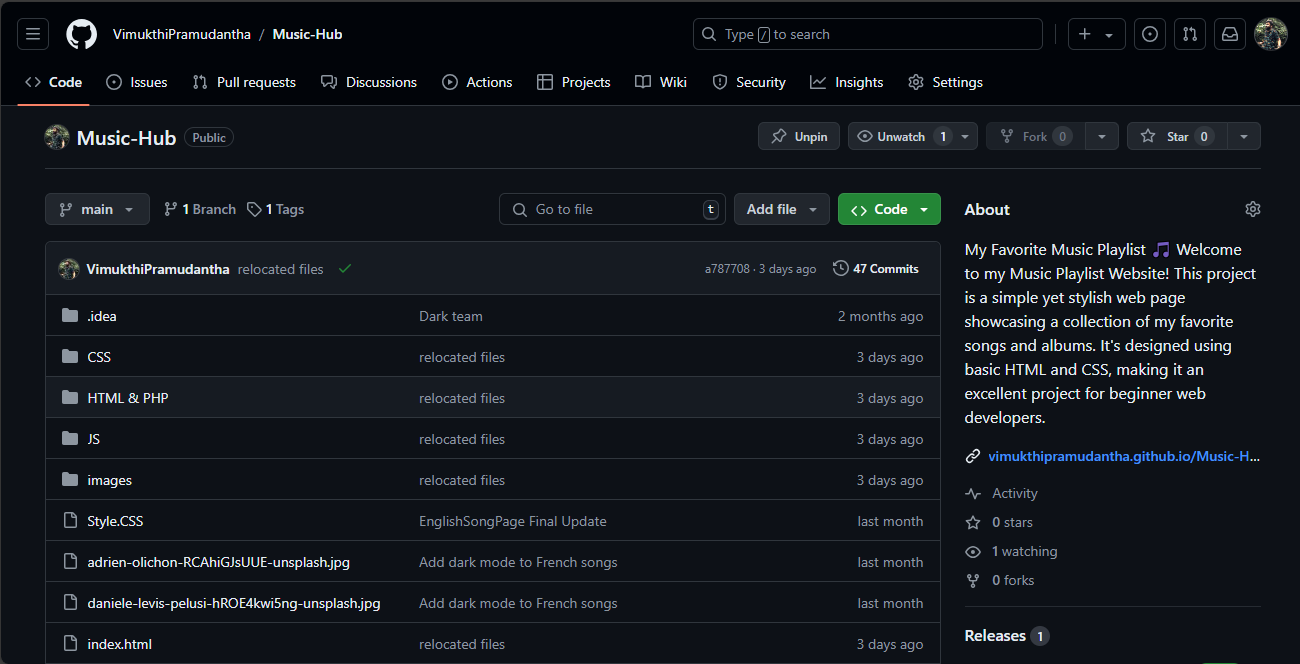 VimukthiPramudantha / Music-Hub
Type / to search
Code Issues Pull requests Discussions Actions Projects Wiki Security Insights Settings
Music-Hub Public
Unpin Unwatch 1 Fork 0 Star 0
main 1 Branch 1 Tags
Go to file t Add file Code
VimukthiPramudantha relocated files a787708 · 3 days ago 47 Commits
.idea Dark team 2 months ago
CSS relocated files 3 days ago
HTML & PHP relocated files 3 days ago
JS relocated files 3 days ago
images relocated files 3 days ago
Style.CSS EnglishSongPage Final Update last month
adrien-olichon-RCAhiGJsUUE-unsplash.jpg Add dark mode to French songs last month
daniele-levis-pelusi-hROE4kwi5ng-unsplash.jpg Add dark mode to French songs last month
index.html relocated files 3 days ago
About
My Favorite Music Playlist 🎵 Welcome
to my Music Playlist Website! This project
is a simple yet stylish web page
showcasing a collection of my favorite
songs and albums. It's designed using
basic HTML and CSS, making it an
excellent project for beginner web
developers.
vimukthipramudantha.github.io/Music-H...
Activity
0 stars
1 watching
0 forks
Releases 1